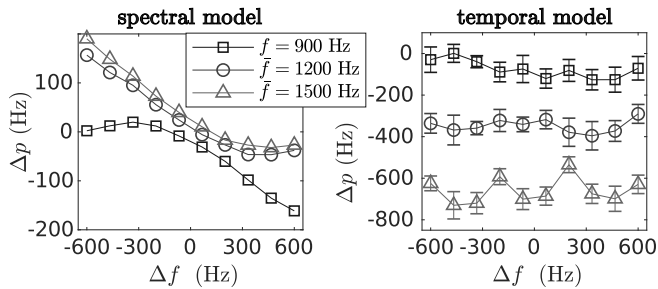 spectral model
temporal model
f = 900 Hz
f̄ = 1200 Hz
f̄ = 1500 Hz
Δp (Hz)
100
0
-100
-200
-600 -300 0 300 600
Δf (Hz)
Δp (Hz)
0
-200
-400
-600
-800
-600 -300 0 300 600
Δf (Hz)